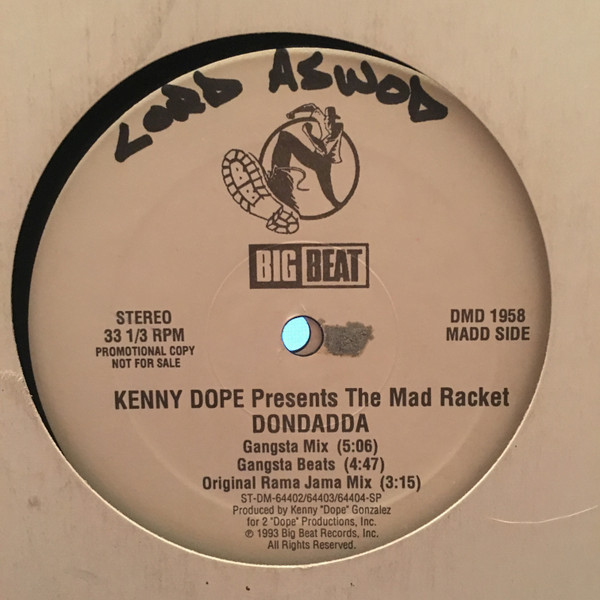 LORD ASWOD
BIG BEAT
STEREO
33 1/3 RPM
PROMOTIONAL COPY
NOT FOR SALE
DMD 1958
MADD SIDE
KENNY DOPE Presents The Mad Racket
DONDADDA
Gangsta Mix (5:06)
Gangsta Beats (4:47)
Original Rama Jama Mix (3:15)
ST-DM-64402/64403/64404-SP
Produced by Kenny "Dope" Gonzalez
for 2 "Dope" Productions, Inc.
℗ 1993 Big Beat Records, Inc.
All Rights Reserved.